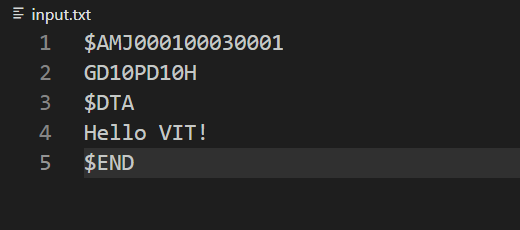 input.txt
1 $AMJ000100030001
2 GD10PD10H
3 $DTA
4 Hello VIT!
5 $END